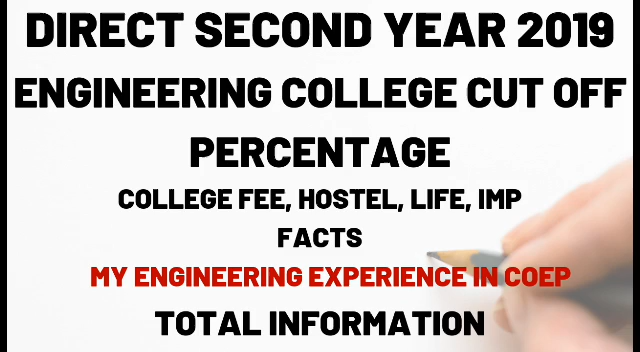 DIRECT SECOND YEAR 2019
ENGINEERING COLLEGE CUT OFF
PERCENTAGE
COLLEGE FEE, HOSTEL, LIFE, IMP
FACTS
MY ENGINEERING EXPERIENCE IN COEP
TOTAL INFORMATION